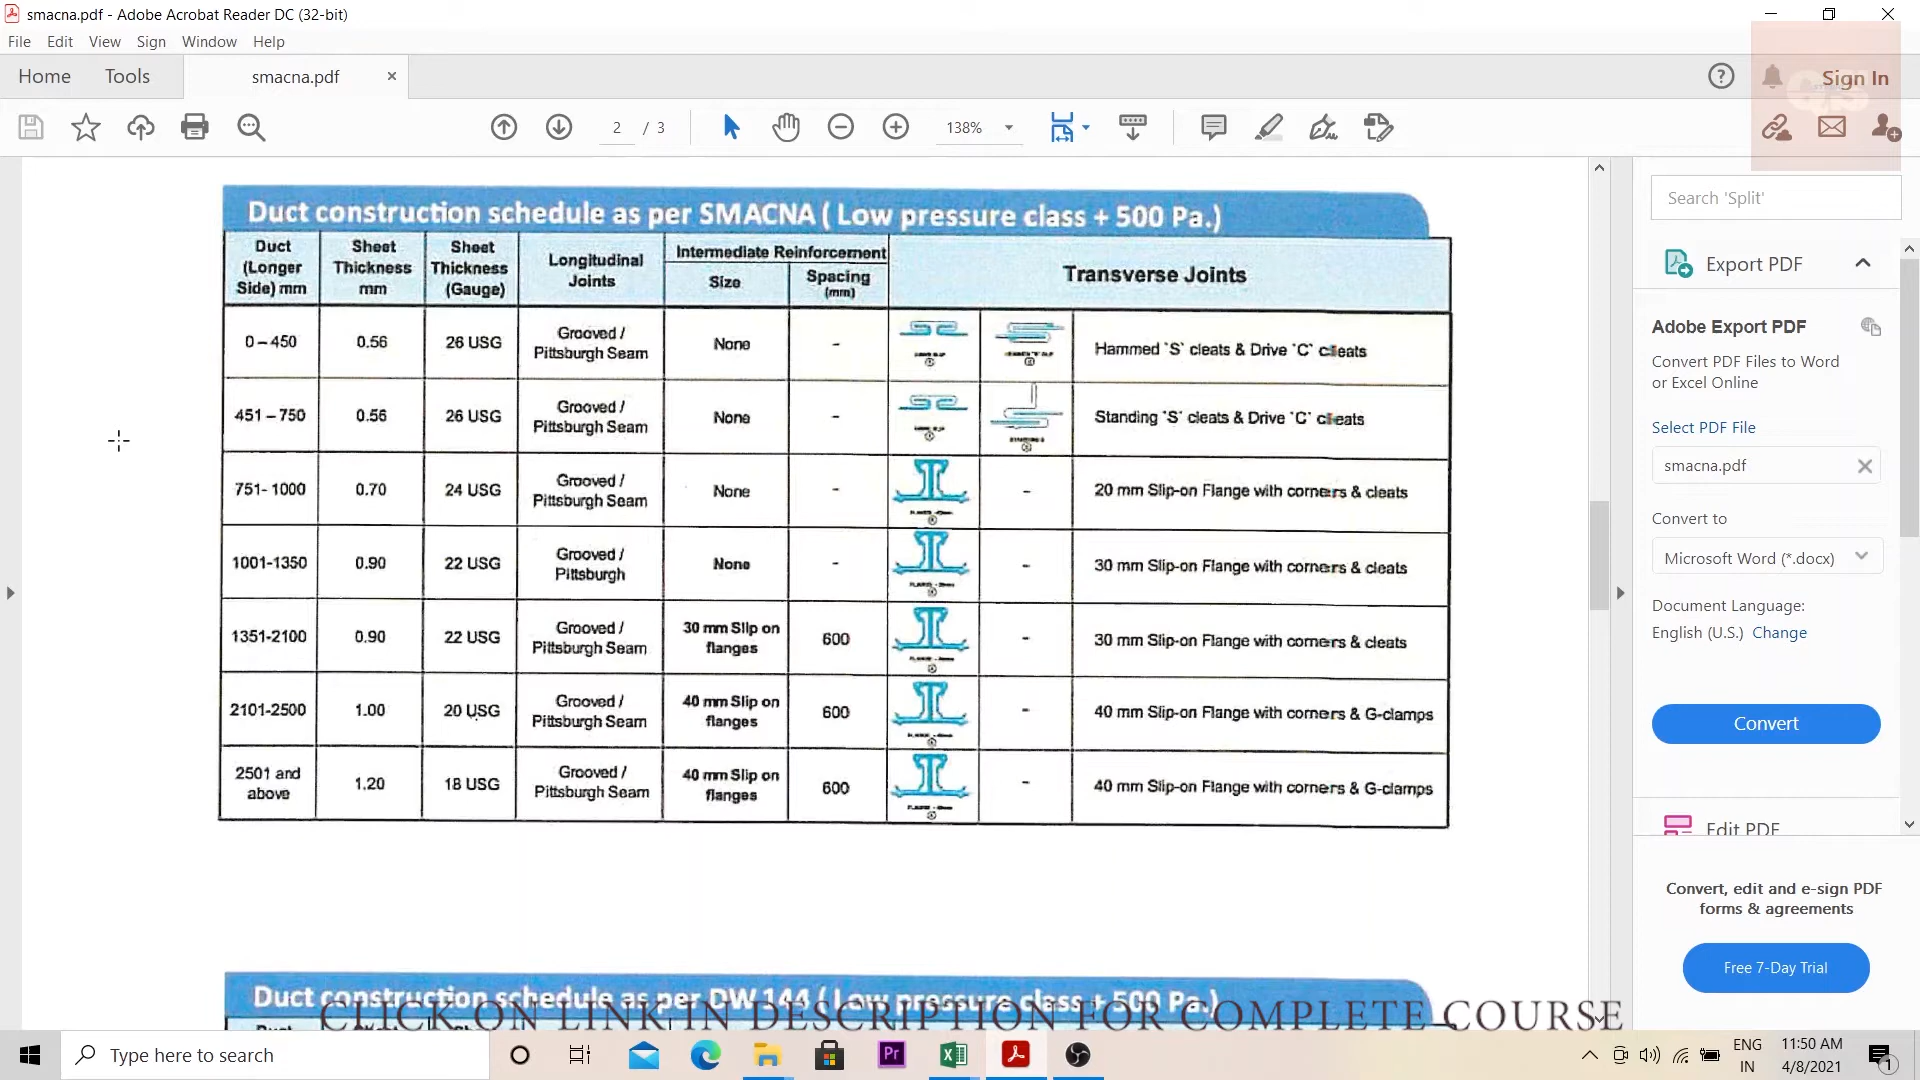 smacna.pdf - Adobe Acrobat Reader DC (32-bit)
File Edit View Sign Window Help
Home Tools smacna.pdf × Sign In
2 / 3 138%
Search 'Split'
Duct construction schedule as per SMACNA ( Low pressure class + 500 Pa.)
Duct (Longer Side) mm
Sheet Thickness mm
Sheet Thickness (Gauge)
Longitudinal Joints
Intermediate Reinforcement
Size
Spacing (mm)
Transverse Joints
0 – 450 0.56 26 USG Grooved / Pittsburgh Seam None - Hammed 'S' cleats & Drive 'C' cleats
451 – 750 0.56 26 USG Grooved / Pittsburgh Seam None - Standing 'S' cleats & Drive 'C' cleats
751- 1000 0.70 24 USG Grooved / Pittsburgh Seam None - - 20 mm Slip-on Flange with corners & cleats
1001-1350 0.90 22 USG Grooved / Pittsburgh None - - 30 mm Slip-on Flange with corners & cleats
1351-2100 0.90 22 USG Grooved / Pittsburgh Seam 30 mm Slip on flanges 600 - 30 mm Slip-on Flange with corners & cleats
2101-2500 1.00 20 USG Grooved / Pittsburgh Seam 40 mm Slip on flanges 600 - 40 mm Slip-on Flange with corners & G-clamps
2501 and above 1.20 18 USG Grooved / Pittsburgh Seam 40 mm Slip on flanges 600 - 40 mm Slip-on Flange with corners & G-clamps
Duct construction schedule as per DW 144 ( Low pressure class + 500 Pa.)
CLICK ON LINK IN DESCRIPTION FOR COMPLETE COURSE
Export PDF
Adobe Export PDF
Convert PDF Files to Word
or Excel Online
Select PDF File
smacna.pdf
Convert to
Microsoft Word (*.docx)
Document Language:
English (U.S.) Change
Convert
Edit PDF
Convert, edit and e-sign PDF
forms & agreements
Free 7-Day Trial
Type here to search
Pr
ENG
IN
11:50 AM
4/8/2021
1